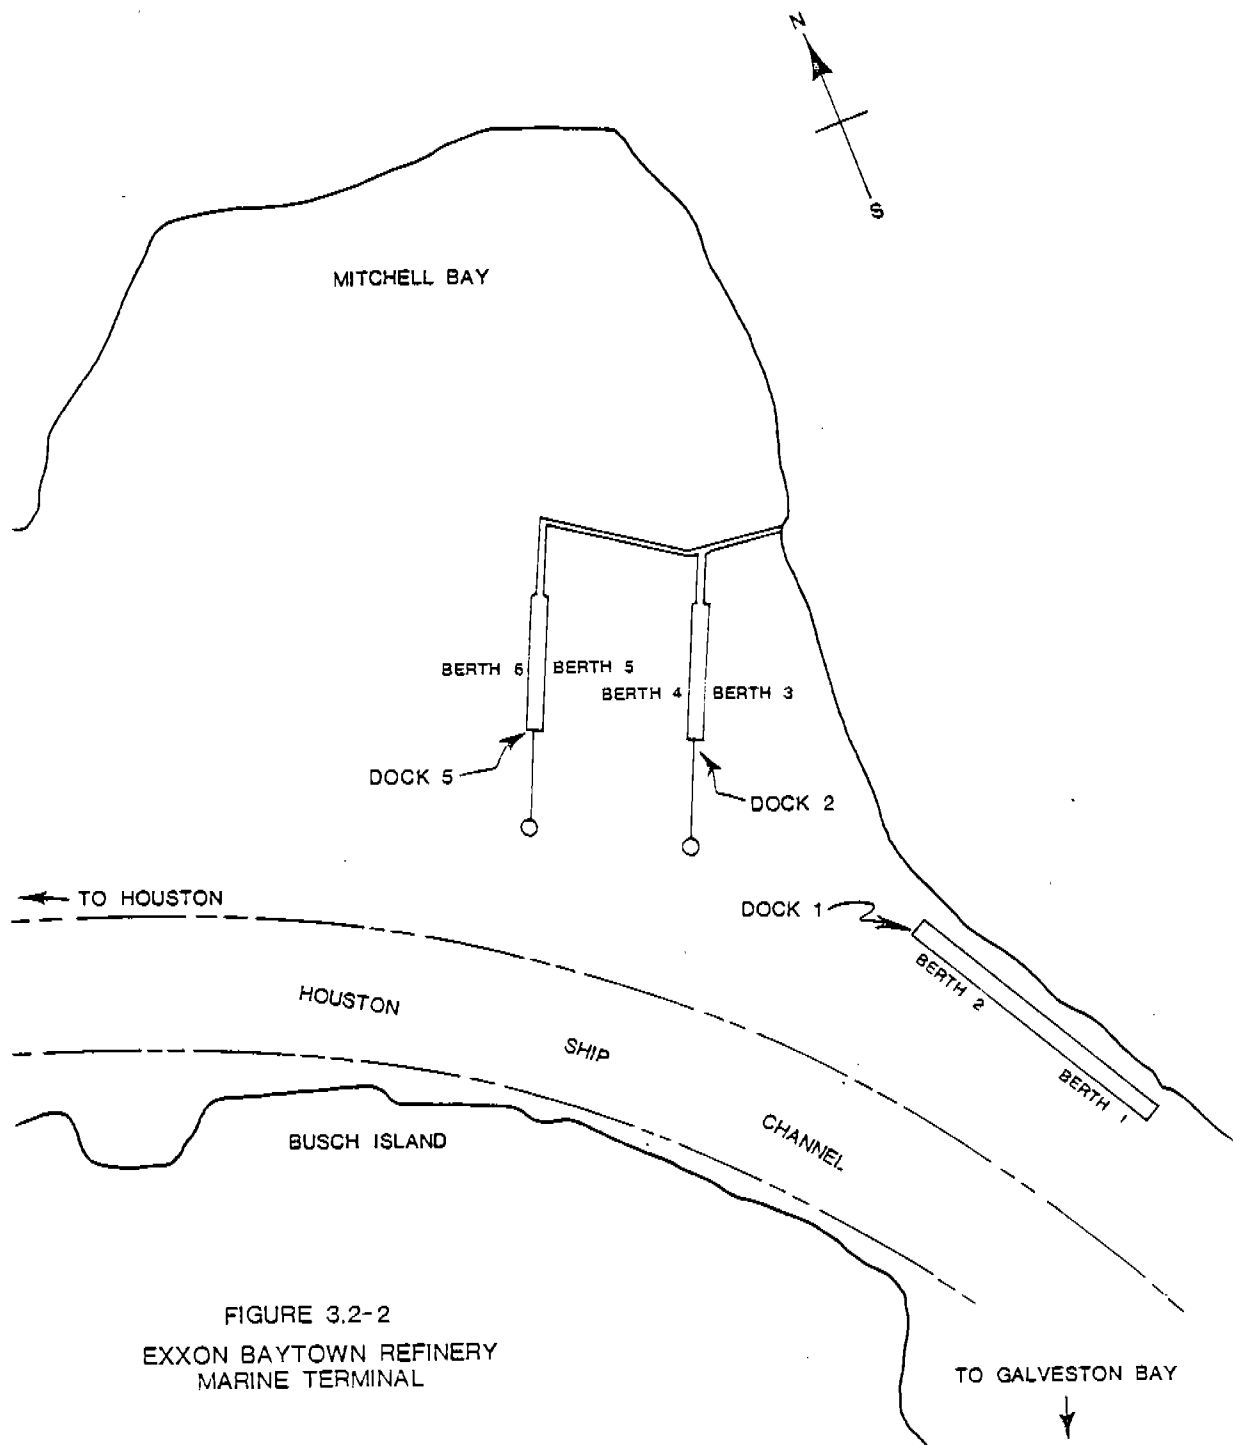 N
S
MITCHELL BAY
BERTH 6
BERTH 5
BERTH 4
BERTH 3
DOCK 5
DOCK 2
TO HOUSTON
DOCK 1
BERTH 2
BERTH 1
HOUSTON
SHIP
CHANNEL
BUSCH ISLAND
FIGURE 3.2-2
EXXON BAYTOWN REFINERY
MARINE TERMINAL
TO GALVESTON BAY